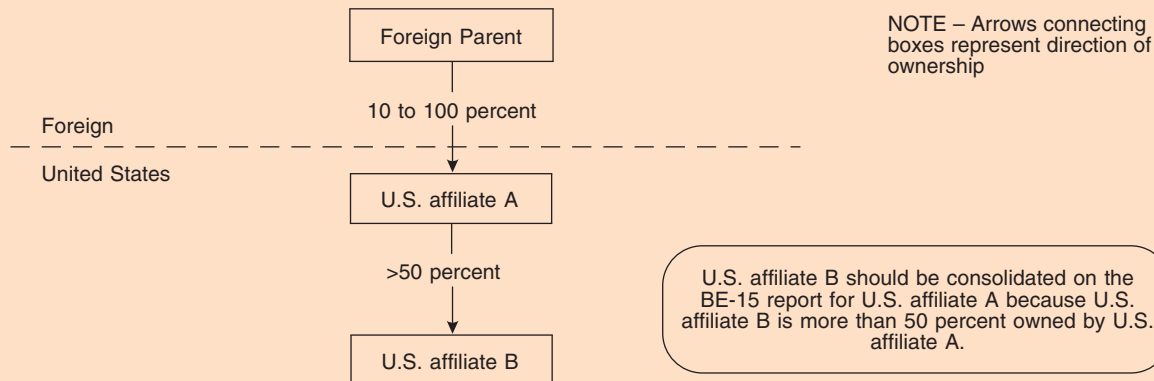 Foreign Parent
NOTE – Arrows connecting
boxes represent direction of
ownership
10 to 100 percent
Foreign
United States
U.S. affiliate A
>50 percent
U.S. affiliate B should be consolidated on the
BE-15 report for U.S. affiliate A because U.S.
affiliate B is more than 50 percent owned by U.S.
affiliate A.
U.S. affiliate B